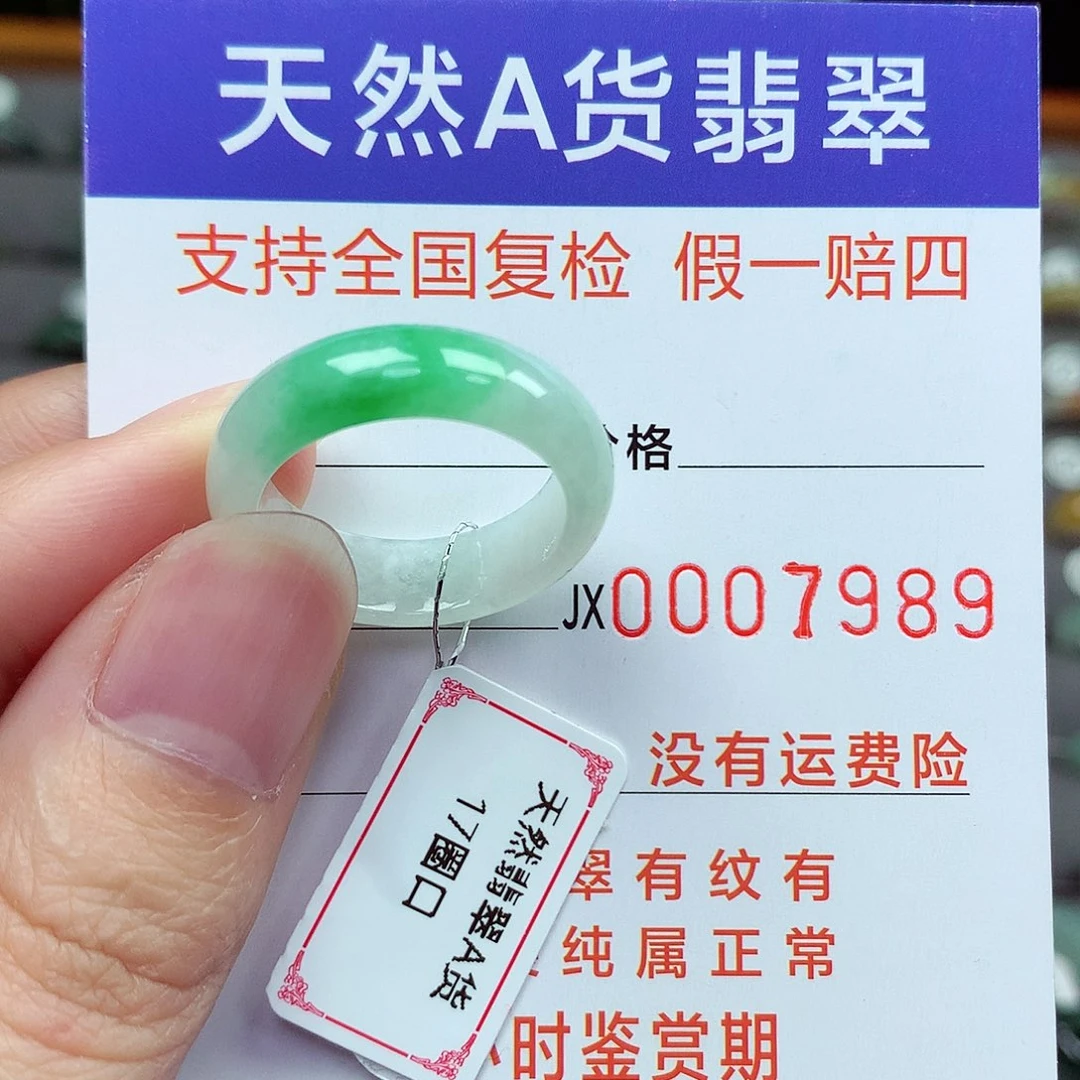 天然A货翡翠
支持全国复检 假一赔四
格
JX0007989
没有运费险
翠有纹有
纯属正常
时鉴赏期
天然翡翠A货
17圈口